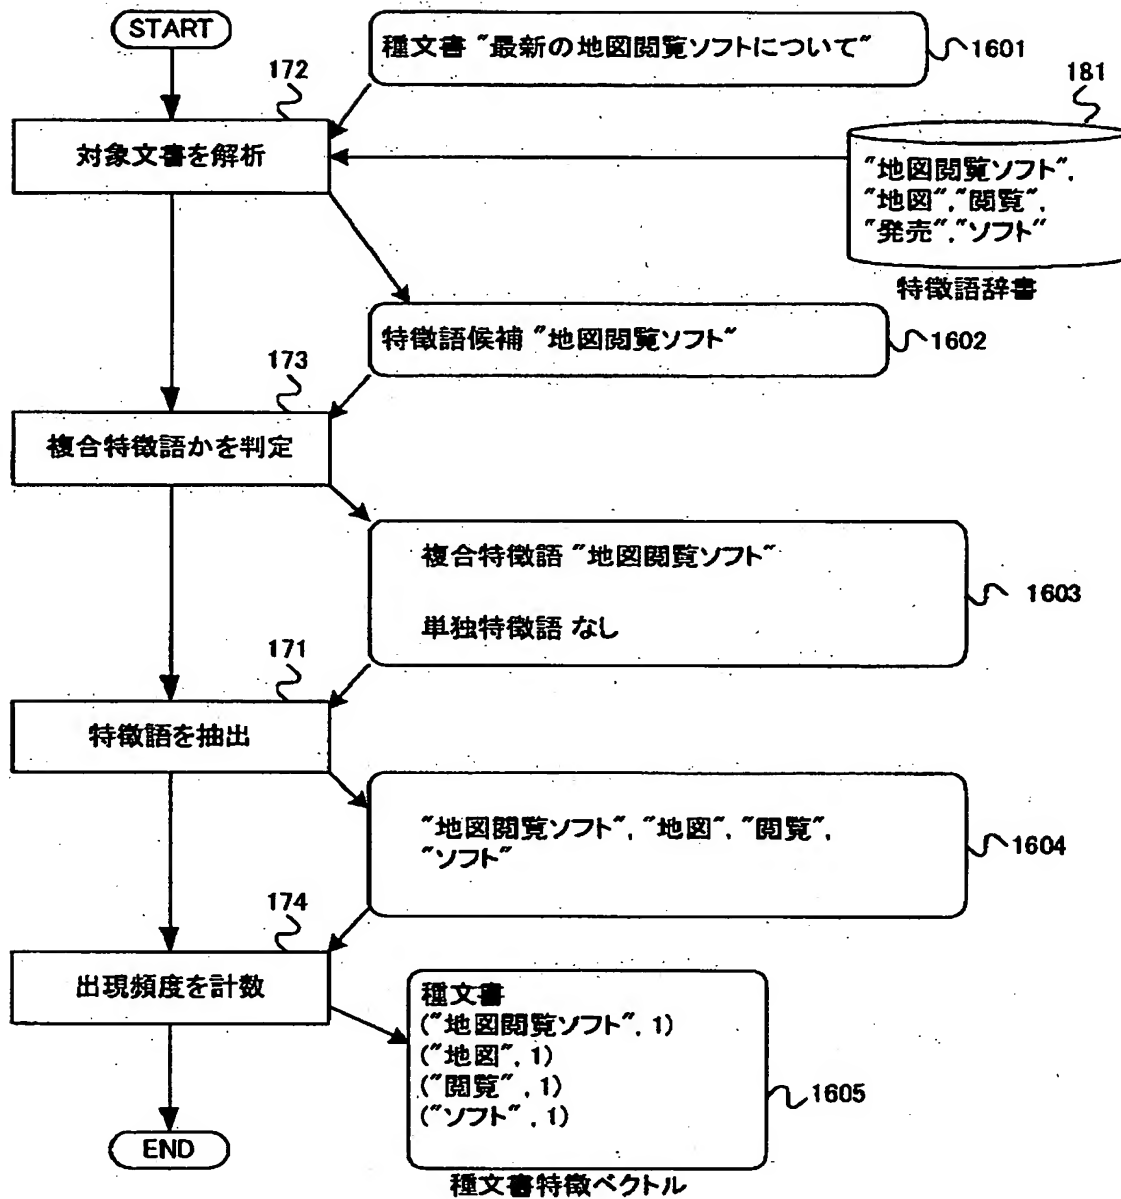 START
種文書 "最新の地図閲覧ソフトについて"
1601
172
181
対象文書を解析
"地図閲覧ソフト",
"地図","閲覧",
"発売","ソフト"
特徴語辞書
特徴語候補 "地図閲覧ソフト"
1602
173
複合特徴語かを判定
複合特徴語 "地図閲覧ソフト"
単独特徴語 なし
1603
171
特徴語を抽出
"地図閲覧ソフト", "地図", "閲覧",
"ソフト"
1604
174
出現頻度を計数
種文書
("地図閲覧ソフト", 1)
("地図", 1)
("閲覧" , 1)
("ソフト", 1)
1605
END
種文書特徴ベクトル